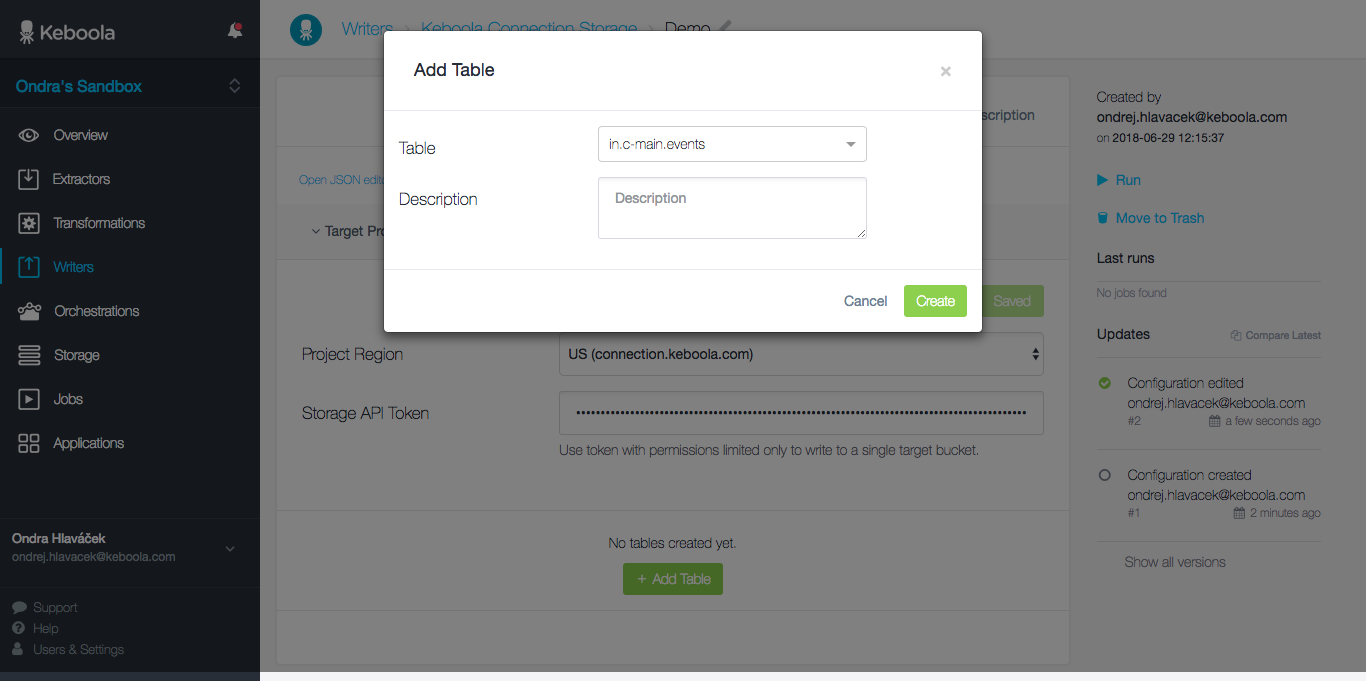 Keboola
Ondra's Sandbox
Overview
Extractors
Transformations
Writers
Orchestrations
Storage
Jobs
Applications
Ondra Hlaváček
ondrej.hlavacek@keboola.com
Support
Help
Users & Settings
Writers > Keboola Connection Storage > Demo
Add Table
×
Table
in.c-main.events
Description
Description
Cancel
Create
scription
Open JSON edit
Target Pr
Saved
Project Region
US (connection.keboola.com)
Storage API Token
••••••••••••••••••••••••••••••••••••••••••••••••••••••••••••••••••••••••••••••••••••••••••
Use token with permissions limited only to write to a single target bucket.
No tables created yet.
+ Add Table
Created by
ondrej.hlavacek@keboola.com
on 2018-06-29 12:15:37
Run
Move to Trash
Last runs
No jobs found
Updates
Compare Latest
Configuration edited
ondrej.hlavacek@keboola.com
#2 a few seconds ago
Configuration created
ondrej.hlavacek@keboola.com
#1 2 minutes ago
Show all versions